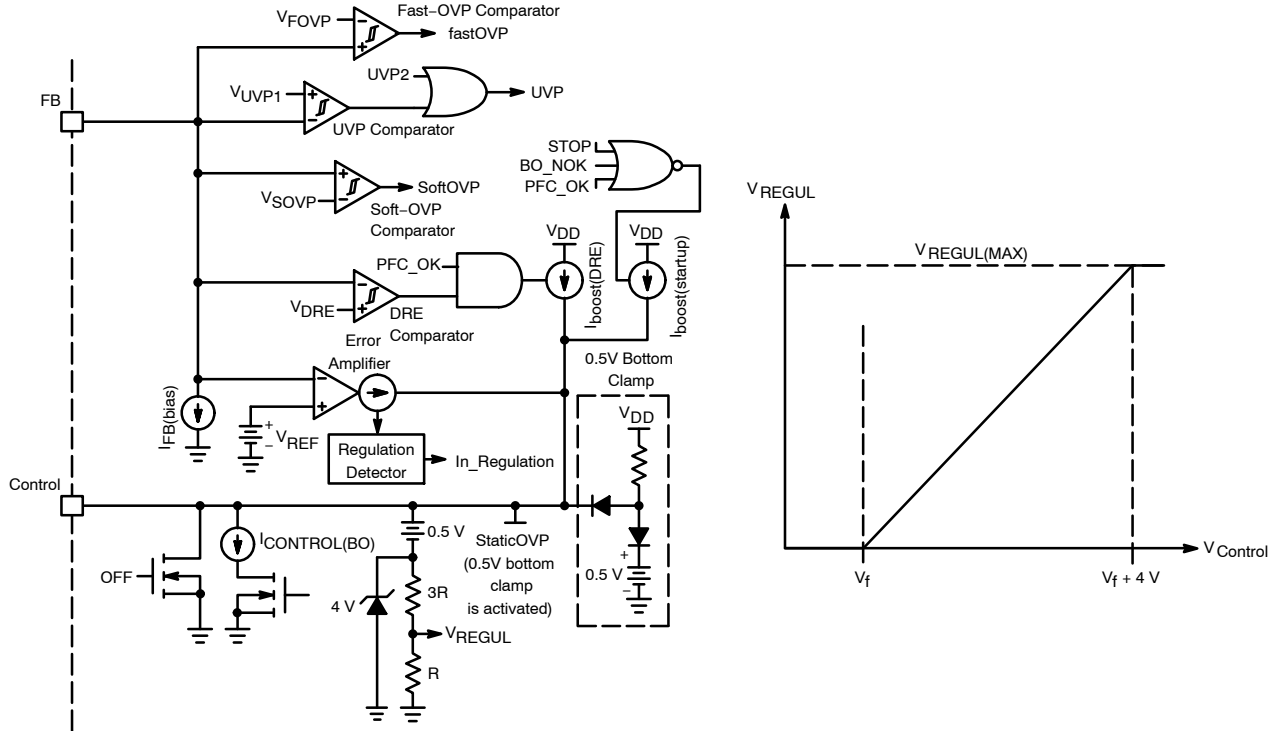 Fast-OVP Comparator
VFOVP
−
+
fastOVP
UVP2
FB
VUVP1
+
−
UVP
UVP Comparator
STOP
BO_NOK
PFC_OK
+
−
SoftOVP
VSOVP
Soft-OVP
Comparator
VDD
VDD
PFC_OK
Iboost(DRE)
Iboost(startup)
−
+
VDRE
DRE
Comparator
Error
Amplifier
0.5V Bottom
Clamp
−
+
IFB(bias)
+
−
VREF
VDD
Regulation
Detector
In_Regulation
Control
0.5 V
ICONTROL(BO)
StaticOVP
(0.5V bottom
clamp
is activated)
+
0.5 V
−
OFF
4 V
3R
VREGUL
R
VREGUL
VREGUL(MAX)
VControl
Vf
Vf + 4 V